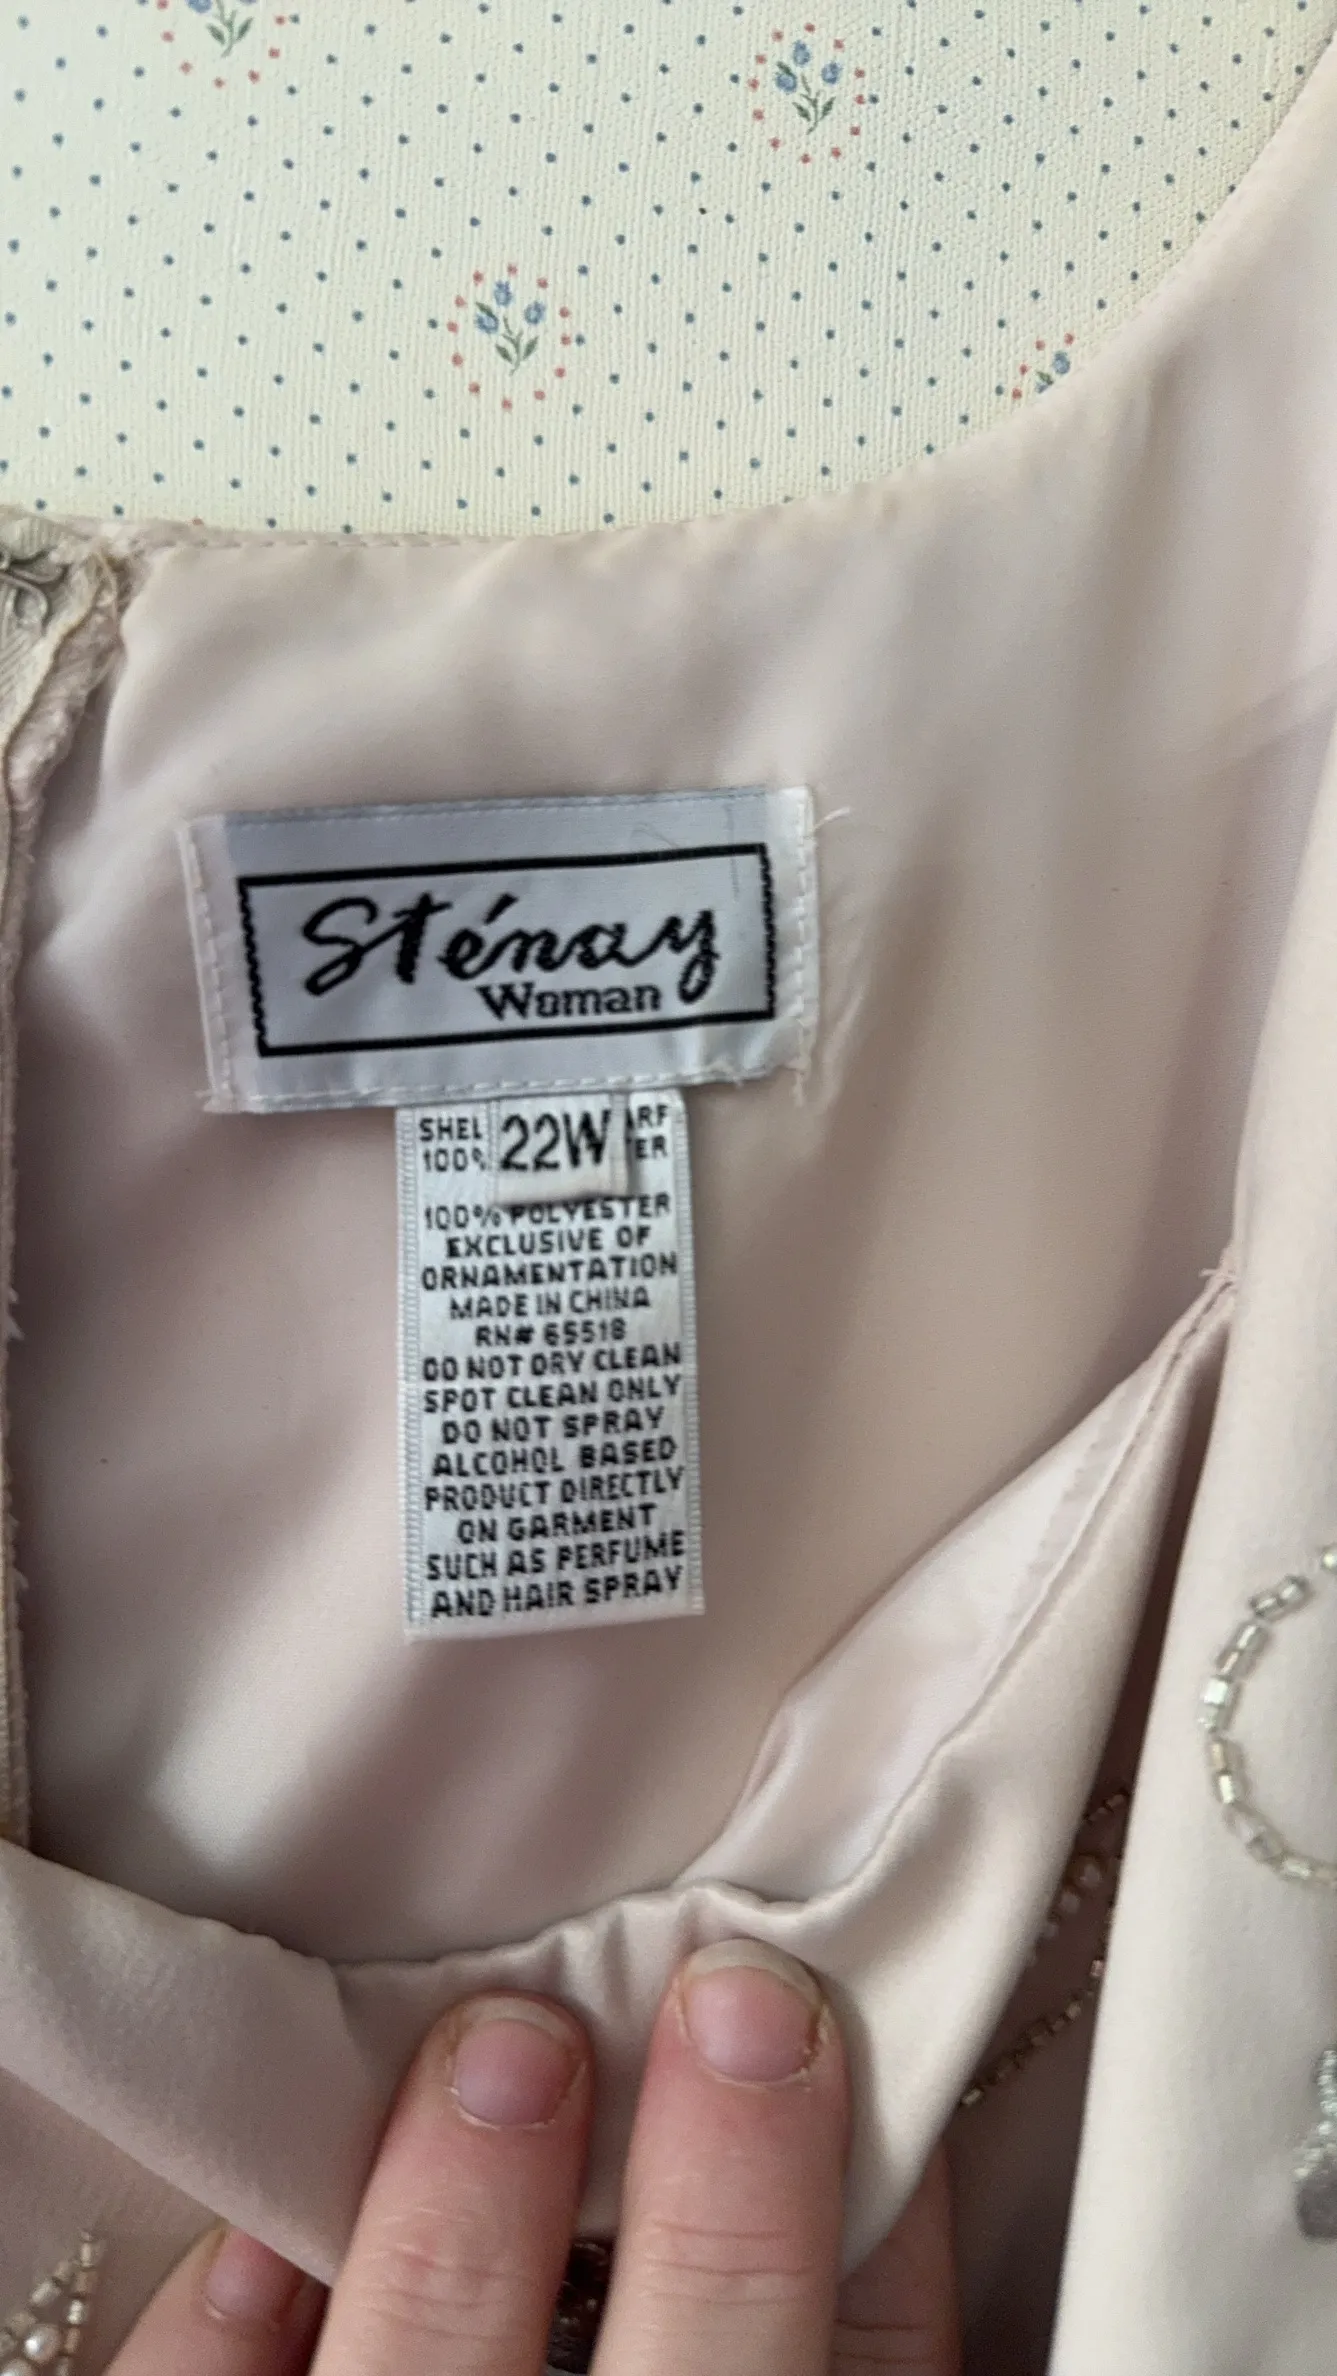 Sténay
Woman
22W
100%
100% POLYESTER
EXCLUSIVE OF
ORNAMENTATION
MADE IN CHINA
RN# 65518
DO NOT DRY CLEAN
SPOT CLEAN ONLY
DO NOT SPRAY
ALCOHOL BASED
PRODUCT DIRECTLY
ON GARMENT
SUCH AS PERFUME
AND HAIR SPRAY